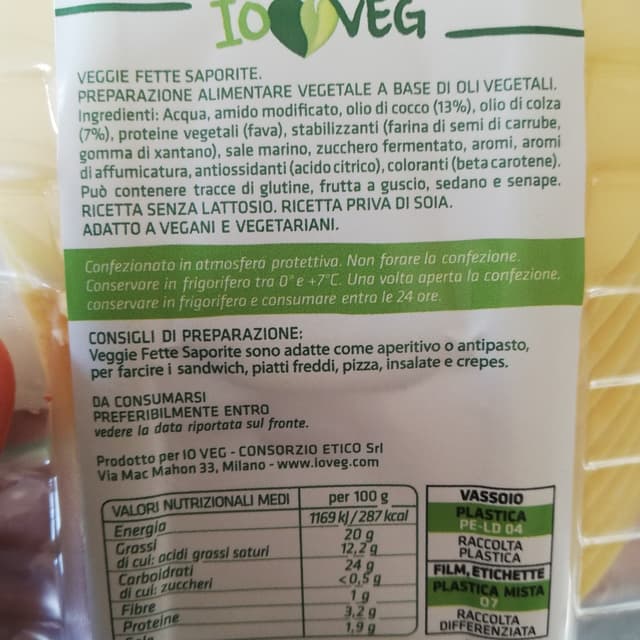 IO VEG
VEGGIE FETTE SAPORITE.
PREPARAZIONE ALIMENTARE VEGETALE A BASE DI OLI VEGETALI.
Ingredienti: Acqua, amido modificato, olio di cocco (13%), olio di colza
(7%), proteine vegetali (fava), stabilizzanti (farina di semi di carrube,
gomma di xantano), sale marino, zucchero fermentato, aromi, aromi
di affumicatura, antiossidanti (acido citrico), coloranti (beta carotene).
Può contenere tracce di glutine, frutta a guscio, sedano e senape.
RICETTA SENZA LATTOSIO. RICETTA PRIVA DI SOIA.
ADATTO A VEGANI E VEGETARIANI.
Confezionato in atmosfera protettiva. Non forare la confezione.
Conservare in frigorifero tra 0° e +7°C. Una volta aperta la confezione,
conservare in frigorifero e consumare entro le 24 ore.
CONSIGLI DI PREPARAZIONE:
Veggie Fette Saporite sono adatte come aperitivo o antipasto,
per farcire i sandwich, piatti freddi, pizza, insalate e crepes.
DA CONSUMARSI
PREFERIBILMENTE ENTRO
vedere la data riportata sul fronte.
Prodotto per IO VEG - CONSORZIO ETICO Srl
Via Mac Mahon 33, Milano - www.ioveg.com
VALORI NUTRIZIONALI MEDI per 100 g
Energia 1169 kj/287 kcal
Grassi 20 g
di cui: acidi grassi saturi 12,2 g
Carboidrati 24 g
di cui: zuccheri <0,5 g
Fibre 1 g
Proteine 3,2 g
1,9 g
VASSOIO
PLASTICA
PE-LD 04
RACCOLTA
PLASTICA
FILM, ETICHETTE
PLASTICA MISTA
07
RACCOLTA
DIFFERENZIATA